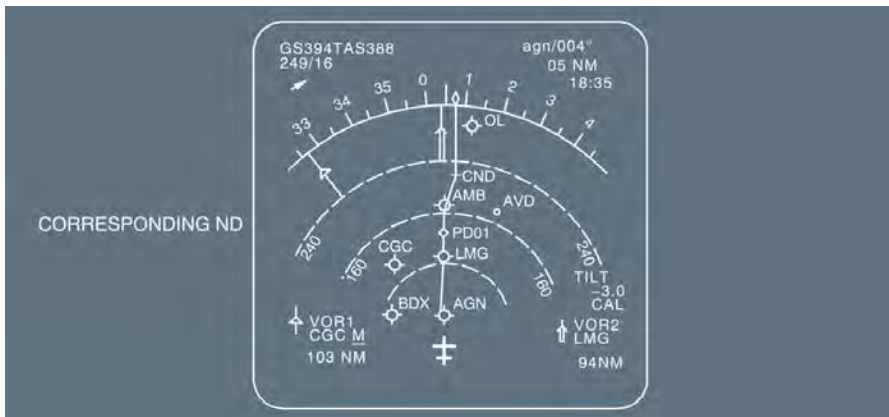 GS394TAS388
249/16
agn/004°
05 NM
18:35
33
34
35
0
1
2
3
4
OL
CND
AMB
AVD
PD01
CGC
LMG
240
160
160
240
TILT
-3.0
CAL
BDX
AGN
VOR1
CGC M
103 NM
VOR2
LMG
94NM
CORRESPONDING ND